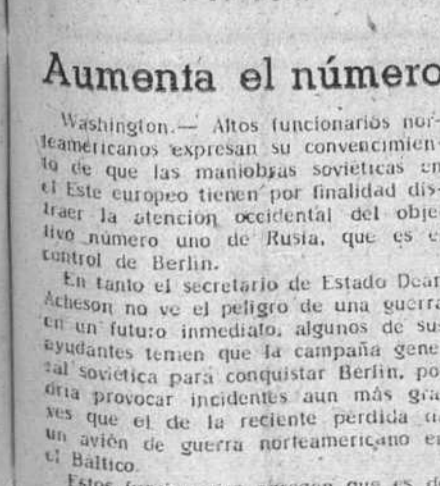 Aumenta el número
Washington.— Altos funcionarios nor-
teamericanos expresan su convencimien-
to de que las maniobras soviéticas en
el Este europeo tienen por finalidad dis-
traer la atención occidental del obje-
tivo número uno de Rusia, que es e
control de Berlín.
En tanto el secretario de Estado Dean
Acheson no ve el peligro de una guerra
en un futuro inmediato, algunos de sus
ayudantes temen que la campaña gene-
ral soviética para conquistar Berlín, po-
dría provocar incidentes aun más gra-
ves que el de la reciente pérdida d
un avión de guerra norteamericano en
el Báltico.
Estos que es d